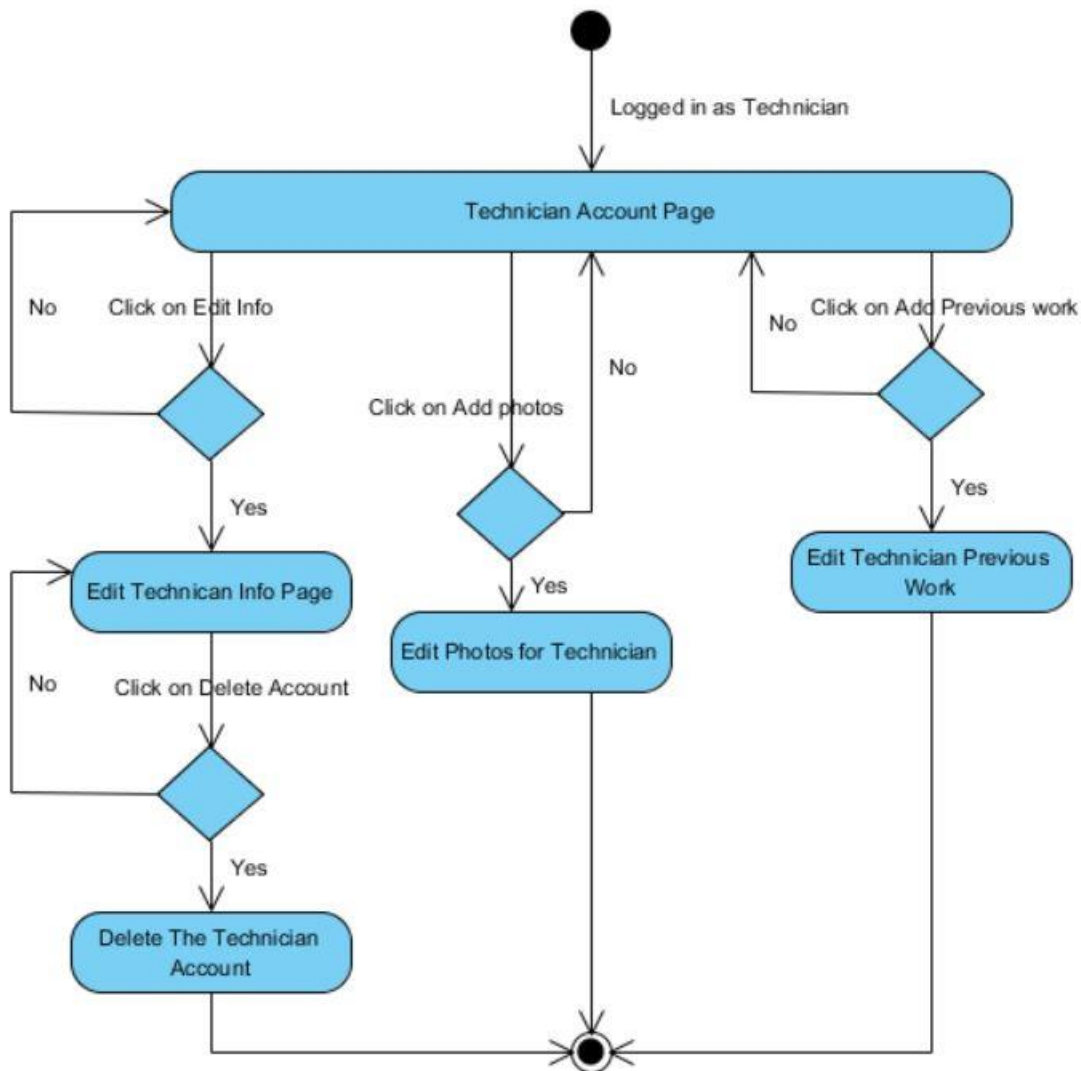 Logged in as Technician
Technician Account Page
No
Click on Edit Info
No
Click on Add Previous work
No
Click on Add photos
Yes
Yes
Edit Technican Info Page
Yes
Edit Technician Previous
Work
Edit Photos for Technician
No
Click on Delete Account
Yes
Delete The Technician
Account